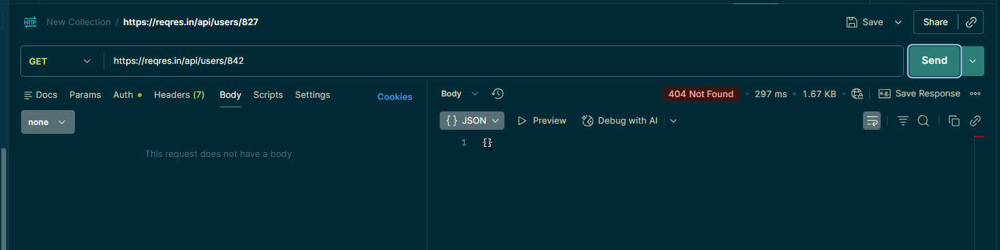 HTTP New Collection / https://reqres.in/api/users/827 Save Share
GET https://reqres.in/api/users/842 Send
Docs Params Auth Headers (7) Body Scripts Settings Cookies
Body 404 Not Found 297 ms 1.67 KB e.g. Save Response
none
{} JSON Preview Debug with AI
This request does not have a body
1 {}